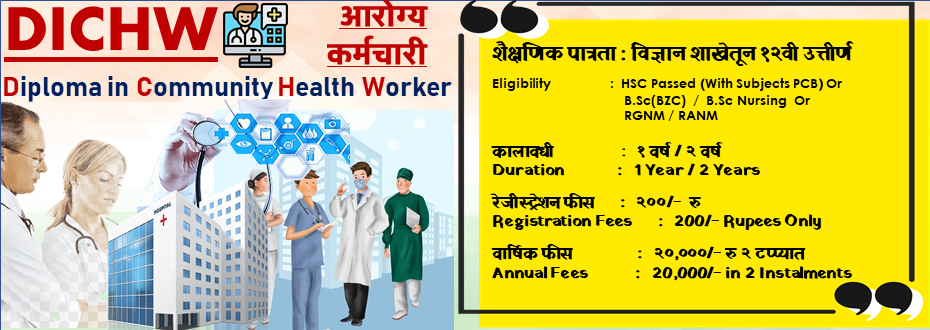 DICHW
आरोग्य
कर्मचारी
Diploma in Community Health Worker
HOSPITAL
शैक्षणिक पात्रता : विज्ञान शाखेतून १२वी उत्तीर्ण
Eligibility : HSC Passed (With Subjects PCB) Or
B.Sc(BZC) / B.Sc Nursing Or
RGNM / RANM
कालावधी : १ वर्ष / २ वर्ष
Duration : 1 Year / 2 Years
रेजीस्ट्रेशन फीस : २००/- रु
Registration Fees : 200/- Rupees Only
वार्षिक फीस : २०,०००/- रु २ टप्प्यात
Annual Fees : 20,000/- in 2 Instalments